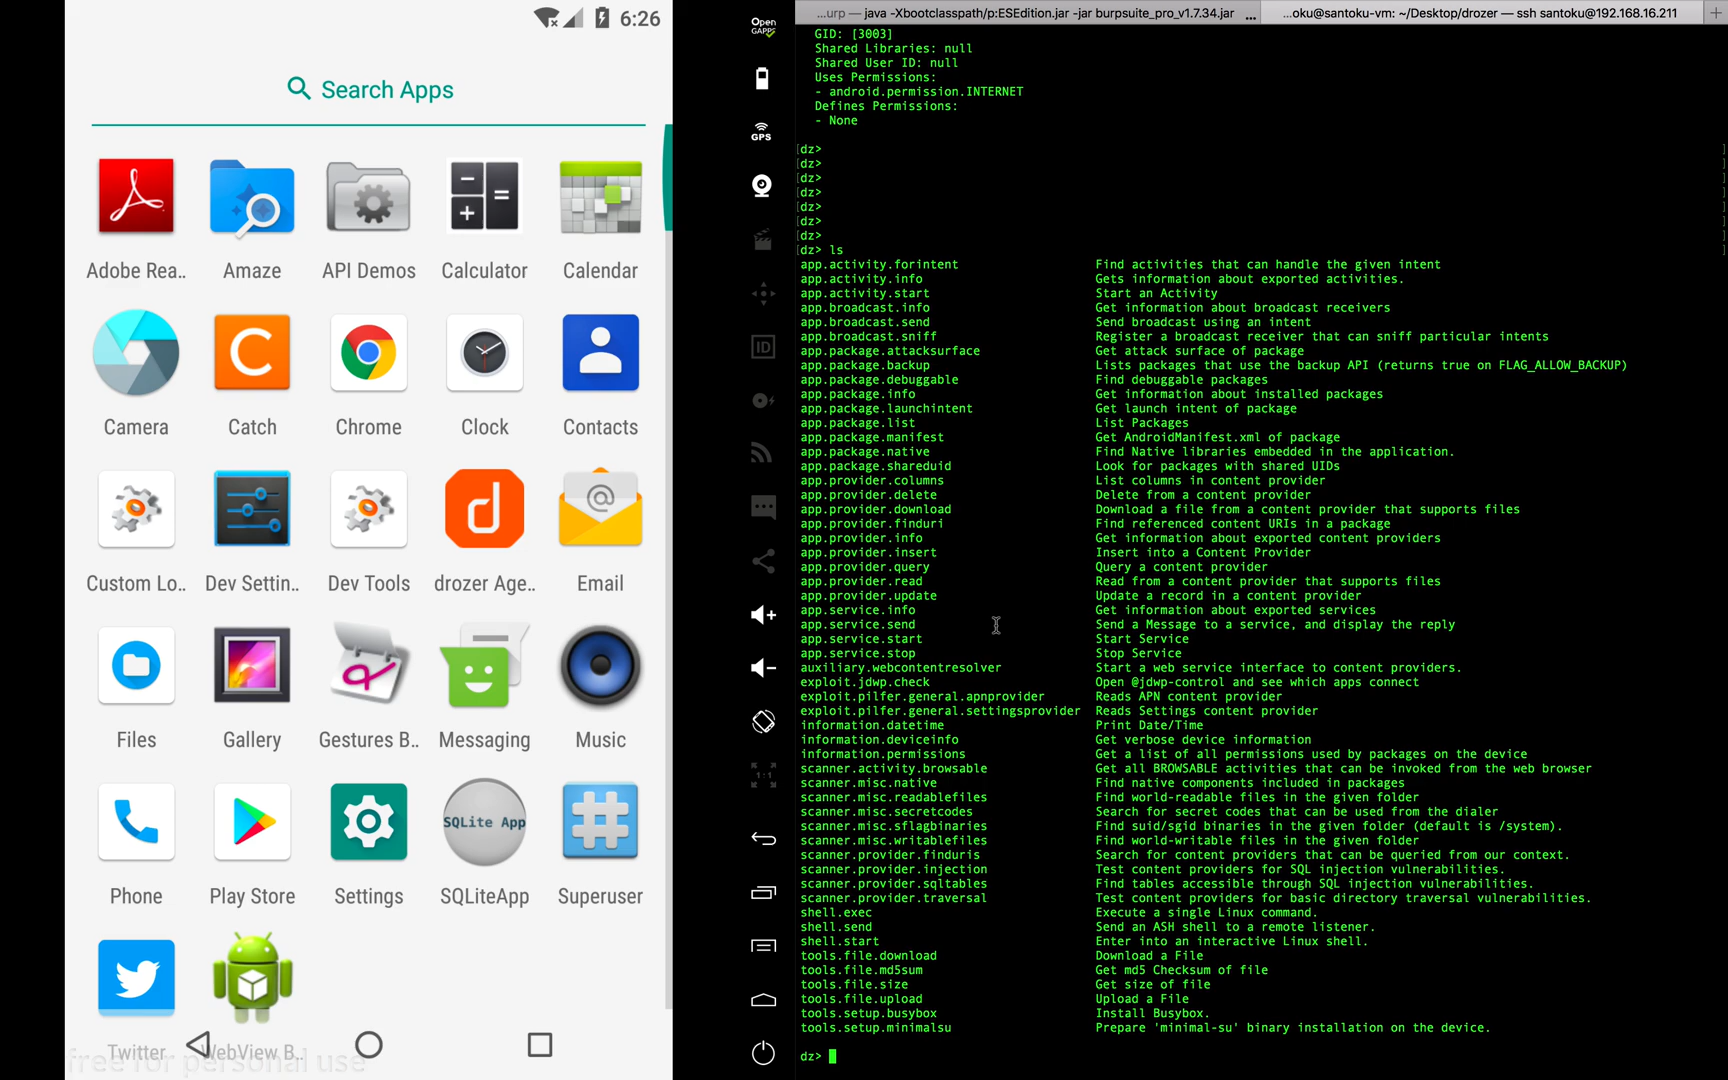 6:26
Search Apps
Adobe Rea..
Amaze
API Demos
Calculator
Calendar
Camera
Catch
Chrome
Clock
Contacts
Custom Lo..
Dev Settin..
Dev Tools
drozer Age..
Email
Files
Gallery
Gestures B..
Messaging
Music
Phone
Play Store
Settings
SQLite App
SQLiteApp
Superuser
Twitter
WebView B..
free for personal use
Open
GAPPS
GPS
ID
1:1
...urp — java -Xbootclasspath/p:ESEdition.jar -jar burpsuite_pro_v1.7.34.jar ...
...oku@santoku-vm: ~/Desktop/drozer — ssh santoku@192.168.16.211
GID: [3003]
Shared Libraries: null
Shared User ID: null
Uses Permissions:
- android.permission.INTERNET
Defines Permissions:
- None
dz>
dz>
dz>
dz>
dz>
dz>
dz>
dz> ls
app.activity.forintent Find activities that can handle the given intent
app.activity.info Gets information about exported activities.
app.activity.start Start an Activity
app.broadcast.info Get information about broadcast receivers
app.broadcast.send Send broadcast using an intent
app.broadcast.sniff Register a broadcast receiver that can sniff particular intents
app.package.attacksurface Get attack surface of package
app.package.backup Lists packages that use the backup API (returns true on FLAG_ALLOW_BACKUP)
app.package.debuggable Find debuggable packages
app.package.info Get information about installed packages
app.package.launchintent Get launch intent of package
app.package.list List Packages
app.package.manifest Get AndroidManifest.xml of package
app.package.native Find Native libraries embedded in the application.
app.package.shareduid Look for packages with shared UIDs
app.provider.columns List columns in content provider
app.provider.delete Delete from a content provider
app.provider.download Download a file from a content provider that supports files
app.provider.finduri Find referenced content URIs in a package
app.provider.info Get information about exported content providers
app.provider.insert Insert into a Content Provider
app.provider.query Query a content provider
app.provider.read Read from a content provider that supports files
app.provider.update Update a record in a content provider
app.service.info Get information about exported services
app.service.send Send a Message to a service, and display the reply
app.service.start Start Service
app.service.stop Stop Service
auxiliary.webcontentresolver Start a web service interface to content providers.
exploit.jdwp.check Open @jdwp-control and see which apps connect
exploit.pilfer.general.apnprovider Reads APN content provider
exploit.pilfer.general.settingsprovider Reads Settings content provider
information.datetime Print Date/Time
information.deviceinfo Get verbose device information
information.permissions Get a list of all permissions used by packages on the device
scanner.activity.browsable Get all BROWSABLE activities that can be invoked from the web browser
scanner.misc.native Find native components included in packages
scanner.misc.readablefiles Find world-readable files in the given folder
scanner.misc.secretcodes Search for secret codes that can be used from the dialer
scanner.misc.sflagbinaries Find suid/sgid binaries in the given folder (default is /system).
scanner.misc.writablefiles Find world-writable files in the given folder
scanner.provider.finduris Search for content providers that can be queried from our context.
scanner.provider.injection Test content providers for SQL injection vulnerabilities.
scanner.provider.sqltables Find tables accessible through SQL injection vulnerabilities.
scanner.provider.traversal Test content providers for basic directory traversal vulnerabilities.
shell.exec Execute a single Linux command.
shell.send Send an ASH shell to a remote listener.
shell.start Enter into an interactive Linux shell.
tools.file.download Download a File
tools.file.md5sum Get md5 Checksum of file
tools.file.size Get size of file
tools.file.upload Upload a File
tools.setup.busybox Install Busybox.
tools.setup.minimalsu Prepare 'minimal-su' binary installation on the device.
dz>